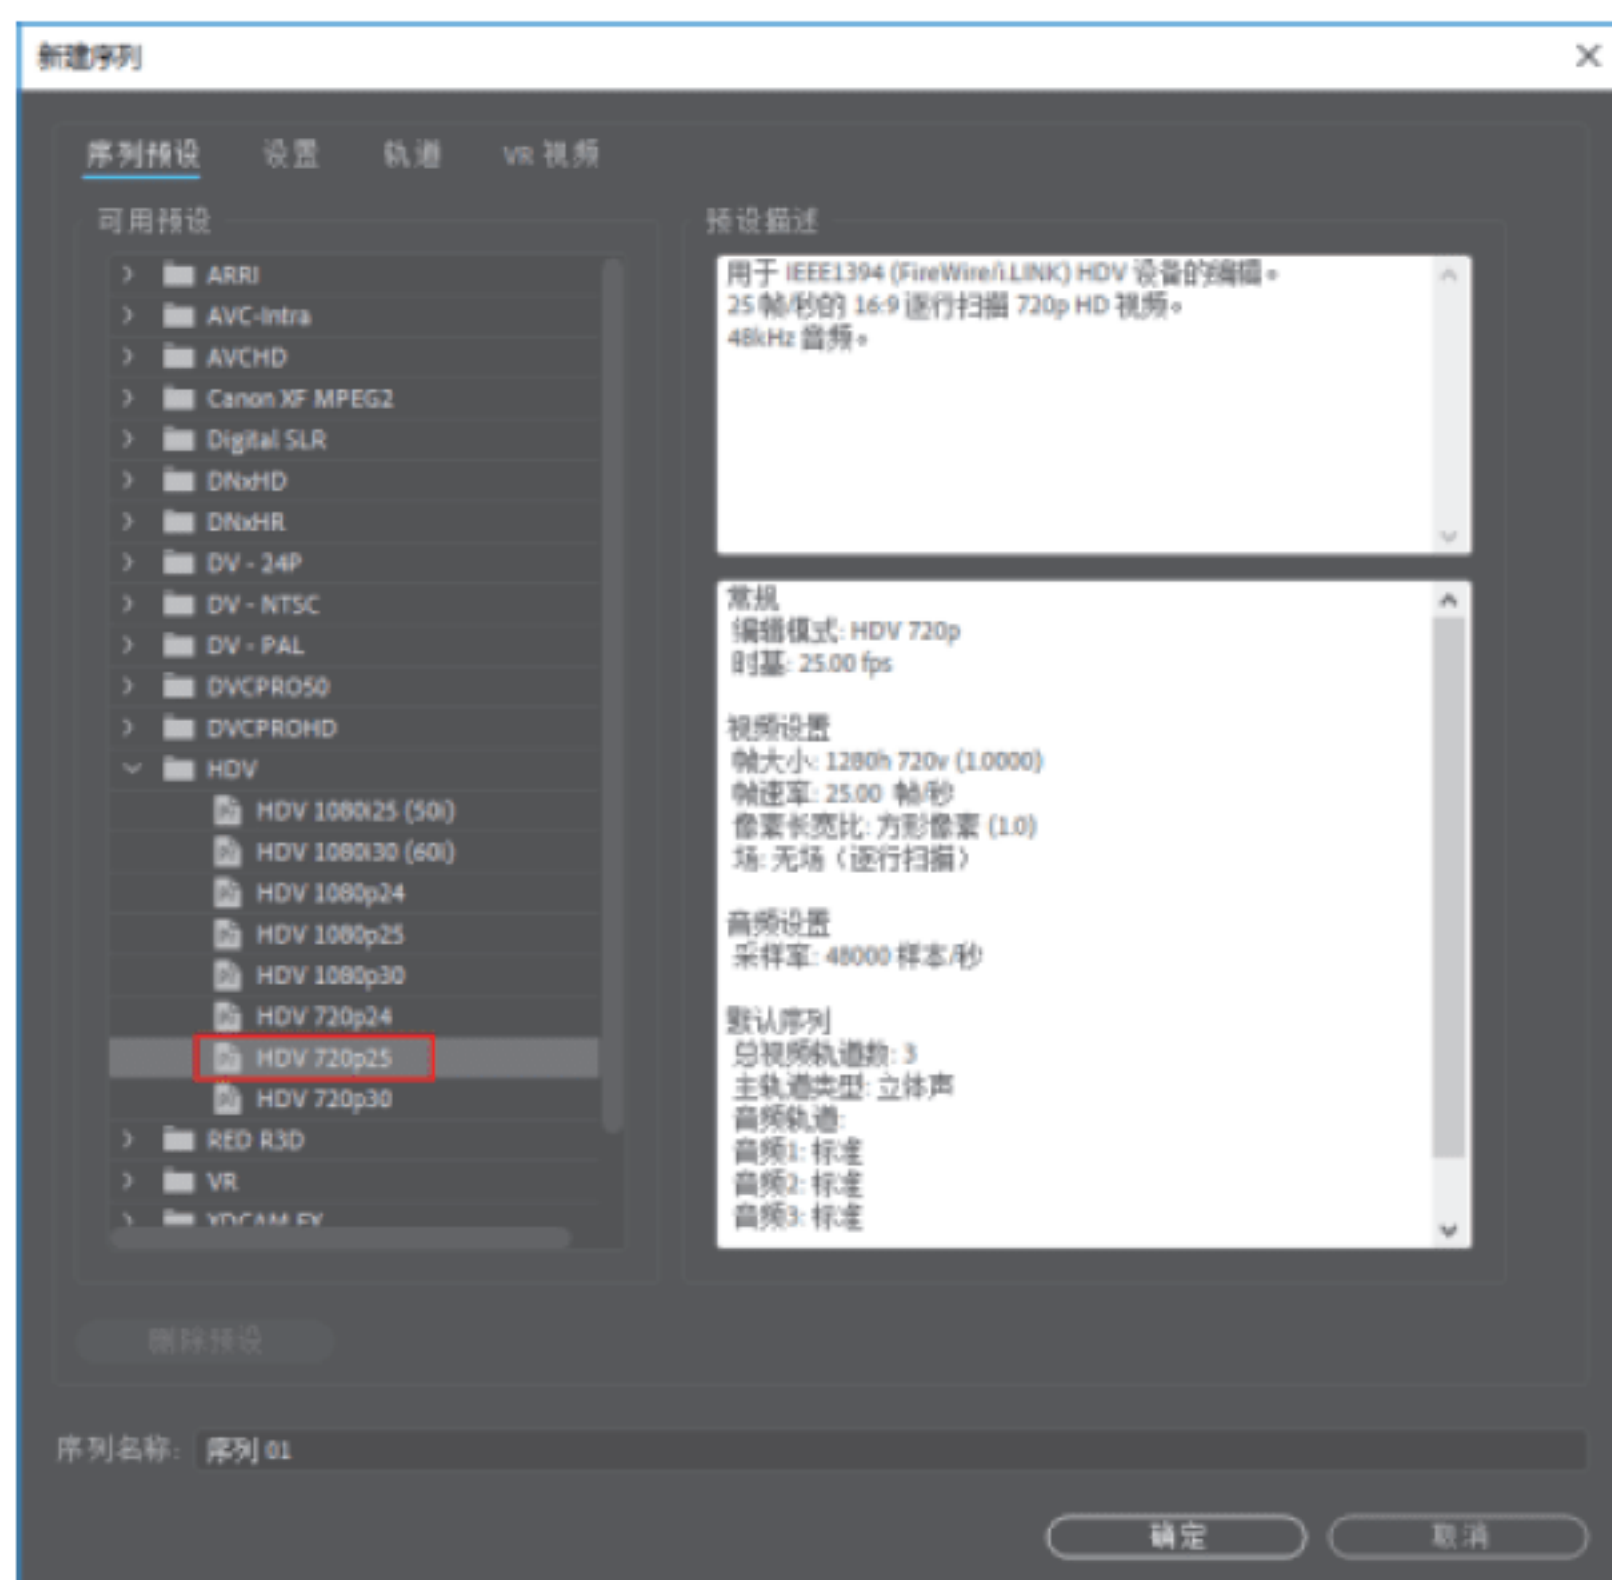 新建序列
序列预设 设置 轨道 VR 视频
可用预设
ARRI
AVC-Intra
AVCHD
Canon XF MPEG2
Digital SLR
DNxHD
DNxHR
DV - 24P
DV - NTSC
DV - PAL
DVCPRO50
DVCPROHD
HDV
HDV 1080i25 (50i)
HDV 1080i30 (60i)
HDV 1080p24
HDV 1080p25
HDV 1080p30
HDV 720p24
HDV 720p25
HDV 720p30
RED R3D
VR
XDCAM EX
删除预设
预设描述
用于 IEEE1394 (FireWire/i.LINK) HDV 设备的编辑。
25 帧/秒的 16:9 逐行扫描 720p HD 视频。
48kHz 音频。
常规
编辑模式: HDV 720p
时基: 25.00 fps
视频设置
帧大小: 1280h 720v (1.0000)
帧速率: 25.00 帧/秒
像素长宽比: 方形像素 (1.0)
场: 无场（逐行扫描）
音频设置
采样率: 48000 样本/秒
默认序列
总视频轨道数: 3
主轨道类型: 立体声
音频轨道:
音频1: 标准
音频2: 标准
音频3: 标准
序列名称: 序列 01
确定 取消